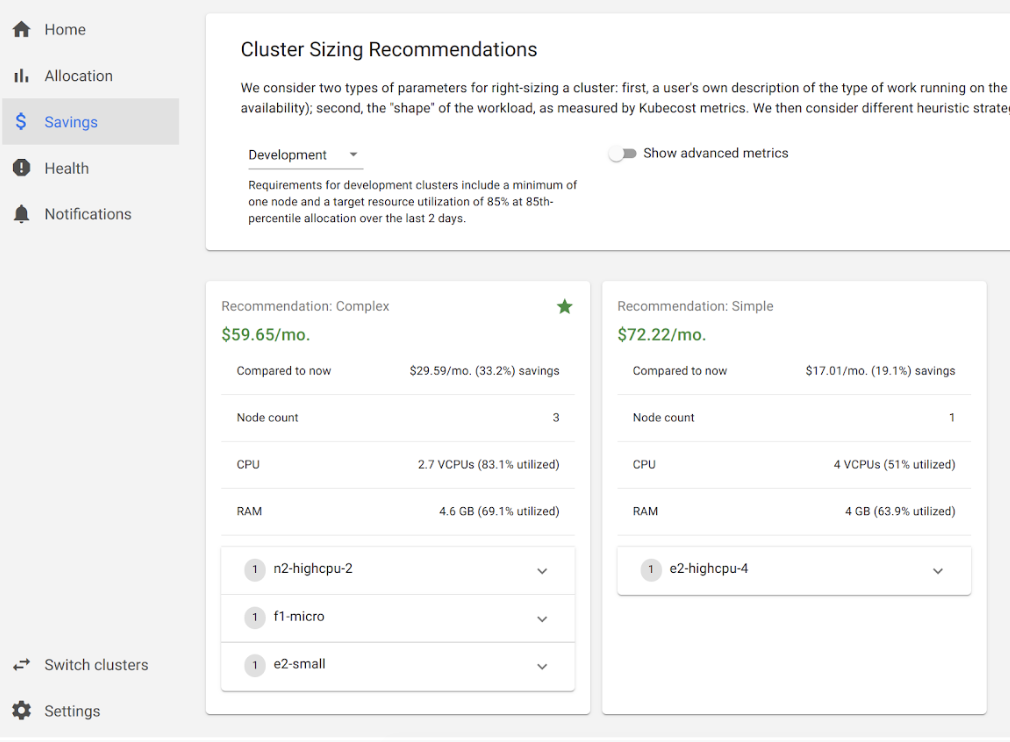 Home
Allocation
$ Savings
Health
Notifications
Switch clusters
Settings
Cluster Sizing Recommendations
We consider two types of parameters for right-sizing a cluster: first, a user's own description of the type of work running on the
availability); second, the "shape" of the workload, as measured by Kubecost metrics. We then consider different heuristic strate
Development
Requirements for development clusters include a minimum of
one node and a target resource utilization of 85% at 85th-
percentile allocation over the last 2 days.
Show advanced metrics
Recommendation: Complex
$59.65/mo.
Compared to now $29.59/mo. (33.2%) savings
Node count 3
CPU 2.7 VCPUs (83.1% utilized)
RAM 4.6 GB (69.1% utilized)
1 n2-highcpu-2
1 f1-micro
1 e2-small
Recommendation: Simple
$72.22/mo.
Compared to now $17.01/mo. (19.1%) savings
Node count 1
CPU 4 VCPUs (51% utilized)
RAM 4 GB (63.9% utilized)
1 e2-highcpu-4